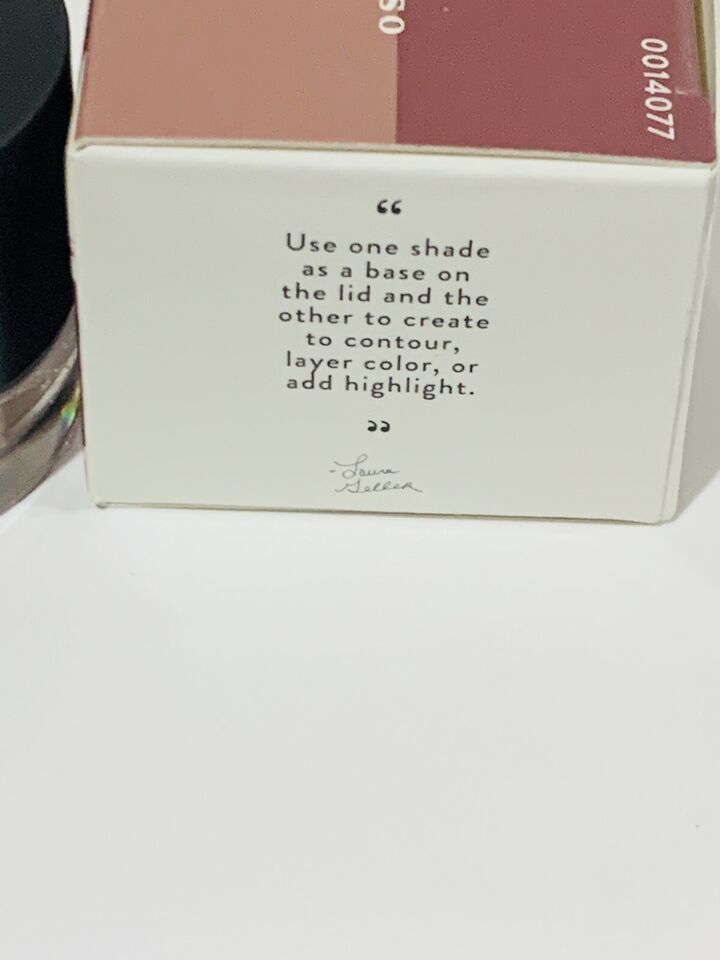 SO
0014077
“
Use one shade
as a base on
the lid and the
other to create
to contour,
layer color, or
add highlight.
”
-Laura
Geller